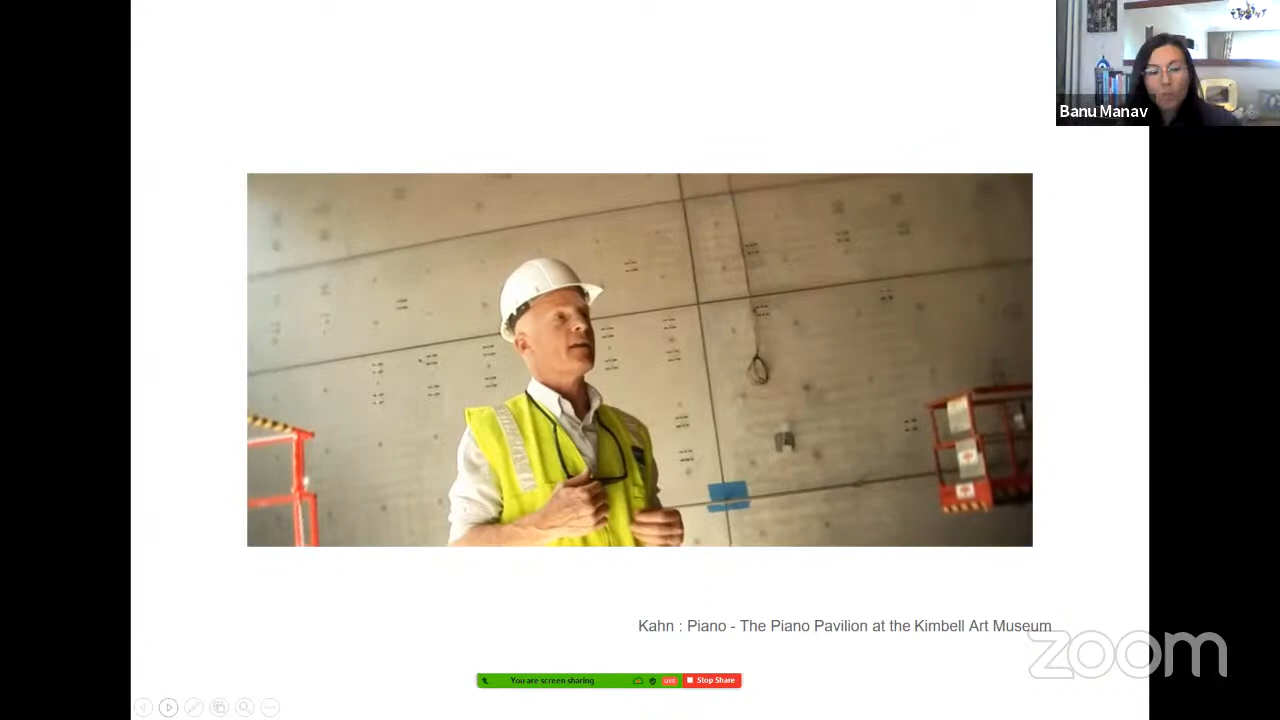 Banu Manav
Kahn : Piano - The Piano Pavilion at the Kimbell Art Museum
zoom
You are screen sharing
LIVE
Stop Share